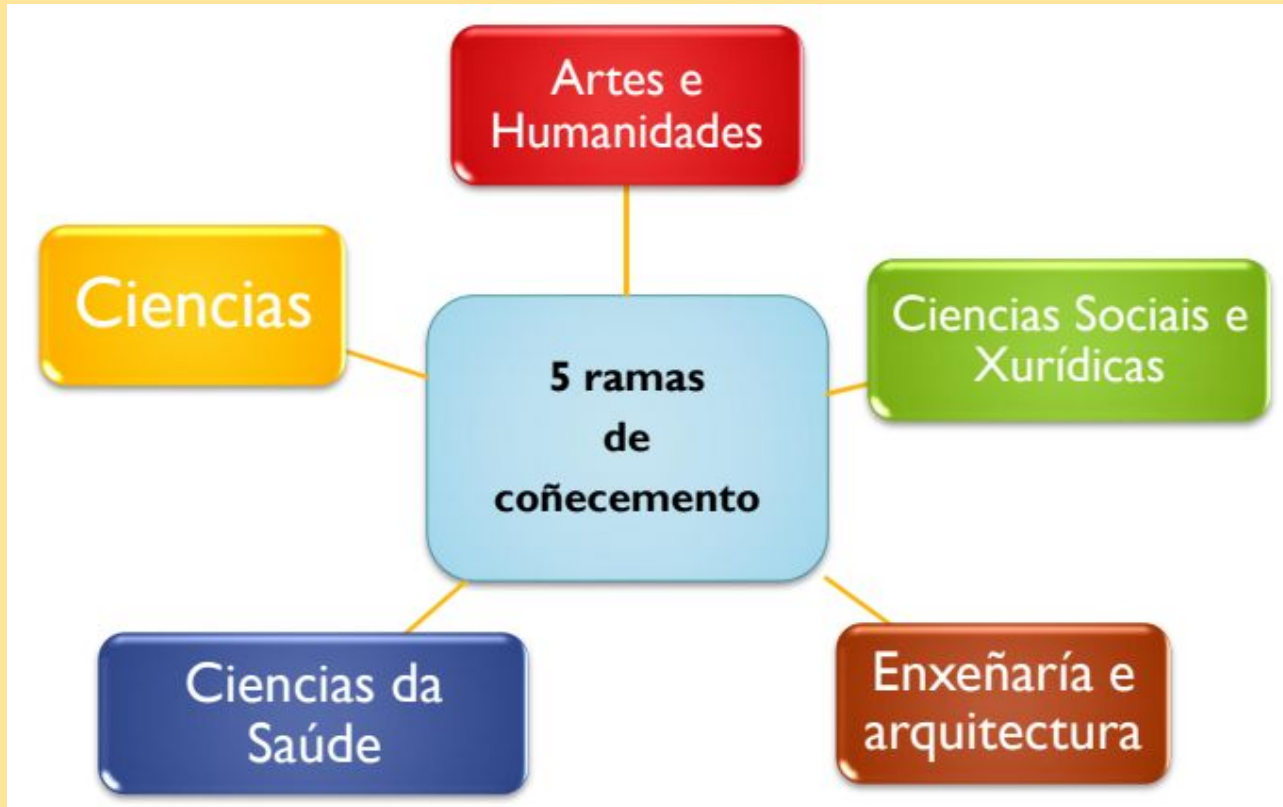 Artes e
Humanidades
Ciencias
Ciencias Sociais e
Xurídicas
5 ramas
de
coñecemento
Ciencias da
Saúde
Enxeñaría e
arquitectura